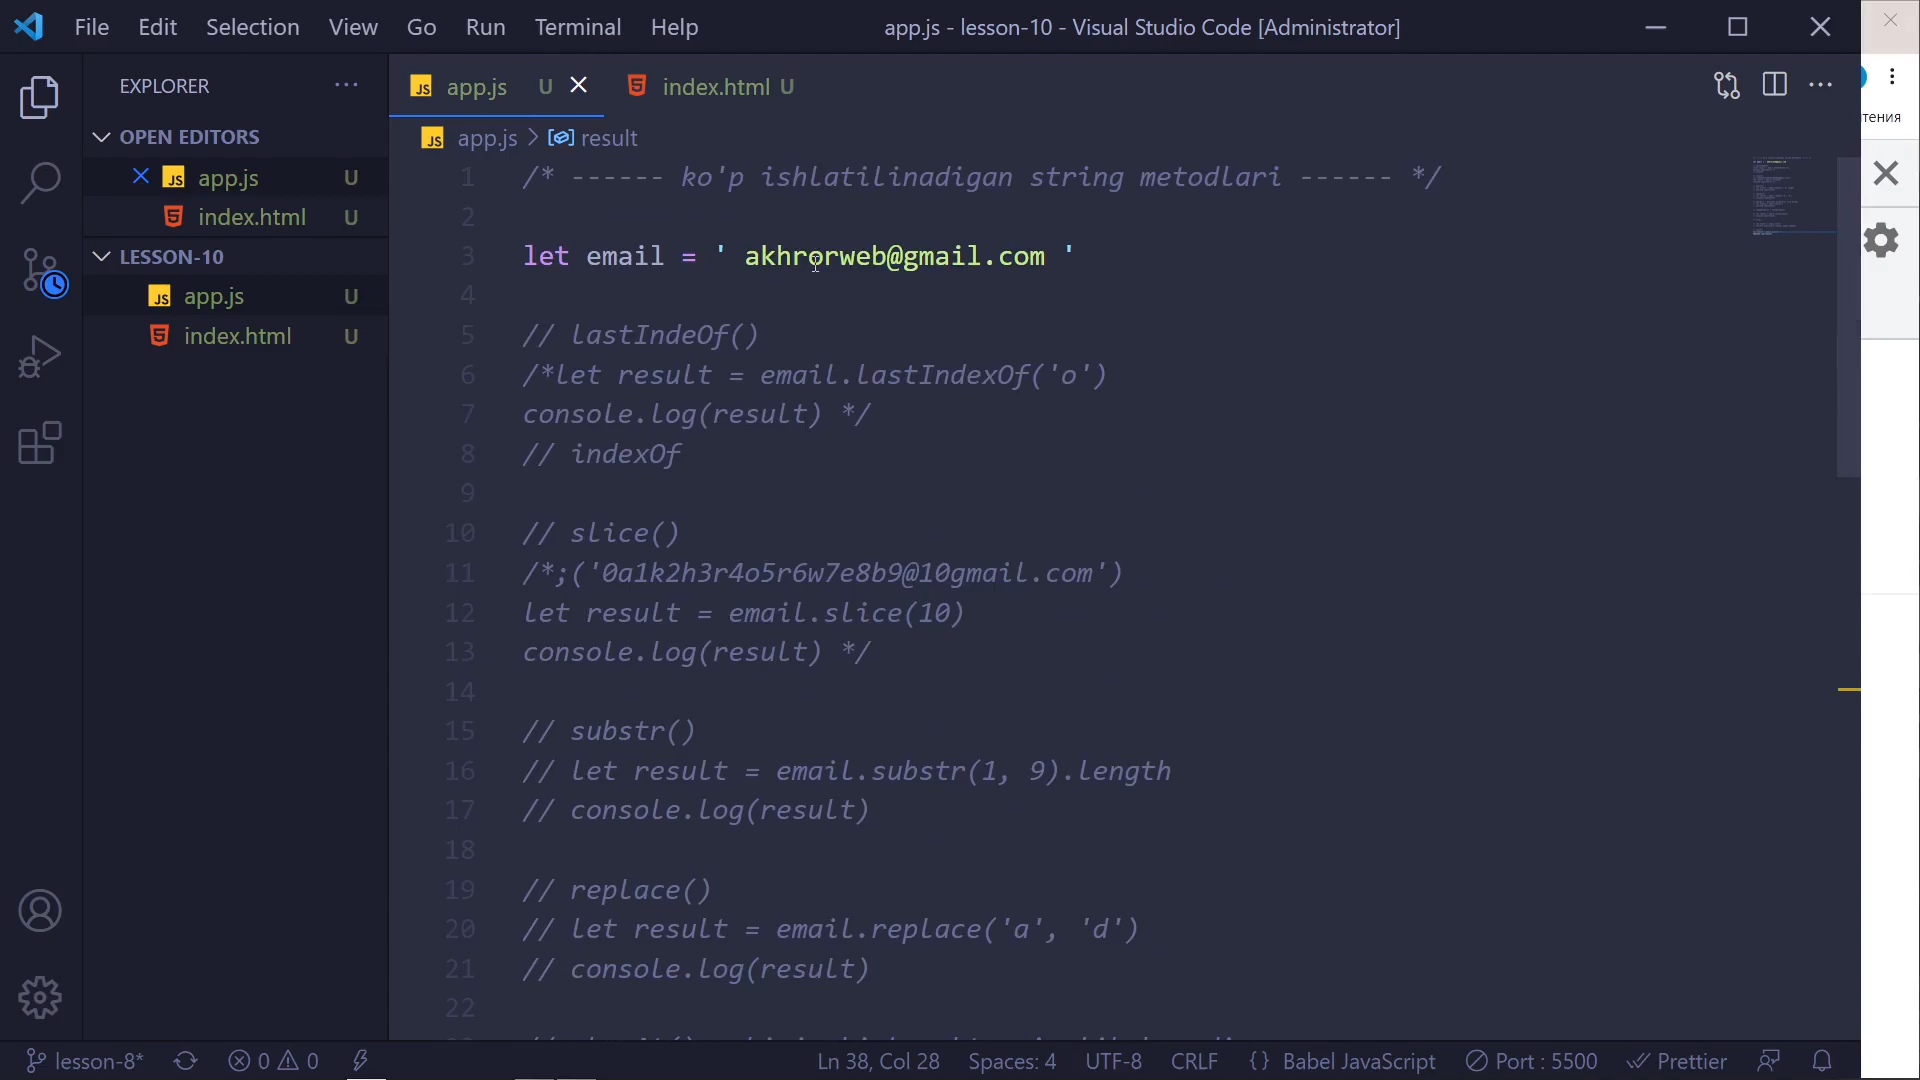 File Edit Selection View Go Run Terminal Help app.js - lesson-10 - Visual Studio Code [Administrator]
EXPLORER
OPEN EDITORS
app.js U
index.html U
LESSON-10
app.js U
index.html U
app.js U index.html U
app.js > result
тения
1 /* ------ ko'p ishlatilinadigan string metodlari ------ */
2
3 let email = ' akhrorweb@gmail.com '
4
5 // lastIndeOf()
6 /*let result = email.lastIndexOf('o')
7 console.log(result) */
8 // indexOf
9
10 // slice()
11 /*;('0a1k2h3r4o5r6w7e8b9@10gmail.com')
12 let result = email.slice(10)
13 console.log(result) */
14
15 // substr()
16 // let result = email.substr(1, 9).length
17 // console.log(result)
18
19 // replace()
20 // let result = email.replace('a', 'd')
21 // console.log(result)
22
lesson-8* 0 0 Ln 38, Col 28 Spaces: 4 UTF-8 CRLF {} Babel JavaScript Port : 5500 Prettier